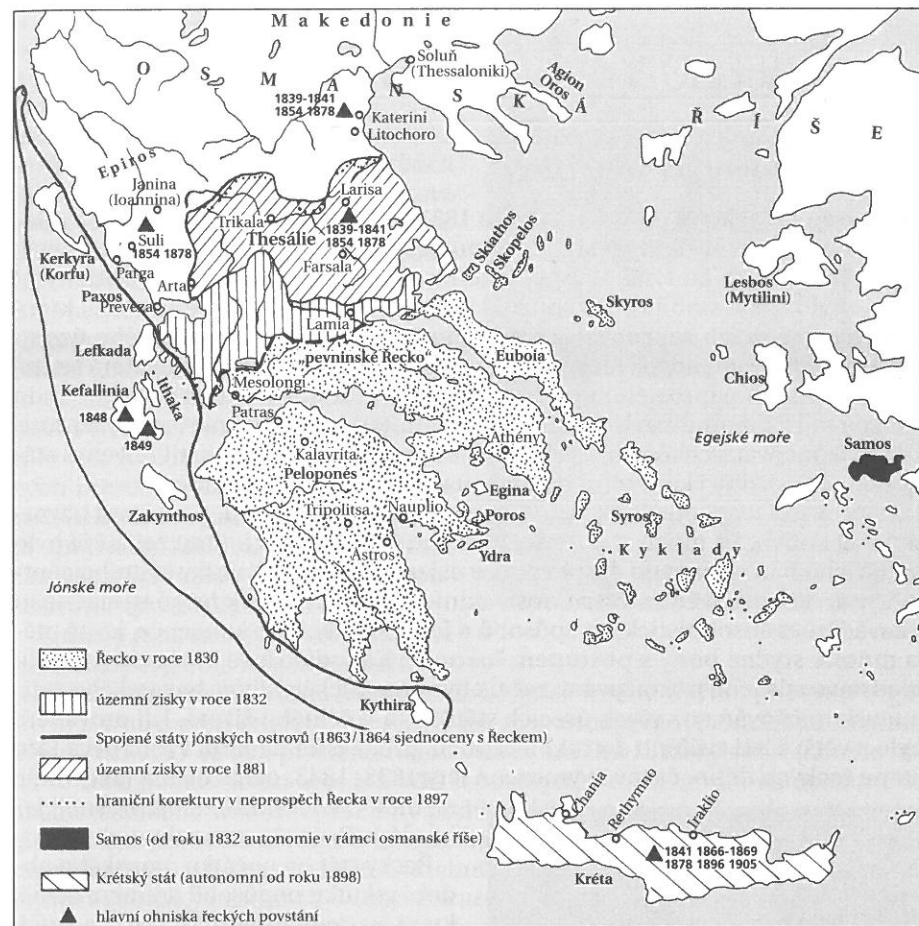 Makedonie
OSMANSKÁ ŘÍŠE
Soluň
(Thessaloniki)
Agion
Oros
1839-1841
1854 1878
Kateriní
Litochoro
Epiros
Janina
(Ioannina)
Larisa
Trikala
Thesálie
1839-1841
1854 1878
Suli
1854 1878
Farsala
Kerkyra
(Korfu)
Parga
Arta
Paxos
Preveza
Skiathos
Skopelos
Skyros
Lesbos
(Mytilini)
Lamia
Lefkada
pevninské Řecko
Euboia
Kefallinia
Ithaka
Mesolongi
Chios
1848
1849
Patras
Athény
Egejské moře
Samos
Kalavrita
Peloponés
Egina
Zakynthos
Tripolitsa
Nauplio
Poros
Syros
Astros
Ydra
Kyklady
Jónské moře
Řecko v roce 1830
Kythira
územní zisky v roce 1832
Spojené státy jónských ostrovů (1863/1864 sjednoceny s Řeckem)
územní zisky v roce 1881
hraniční korektury v neprospěch Řecka v roce 1897
Samos (od roku 1832 autonomie v rámci osmanské říše)
Krétský stát (autonomní od roku 1898)
hlavní ohniska řeckých povstání
Chania
Rethymno
Iraklio
1841 1866-1869
1878 1896 1905
Kréta